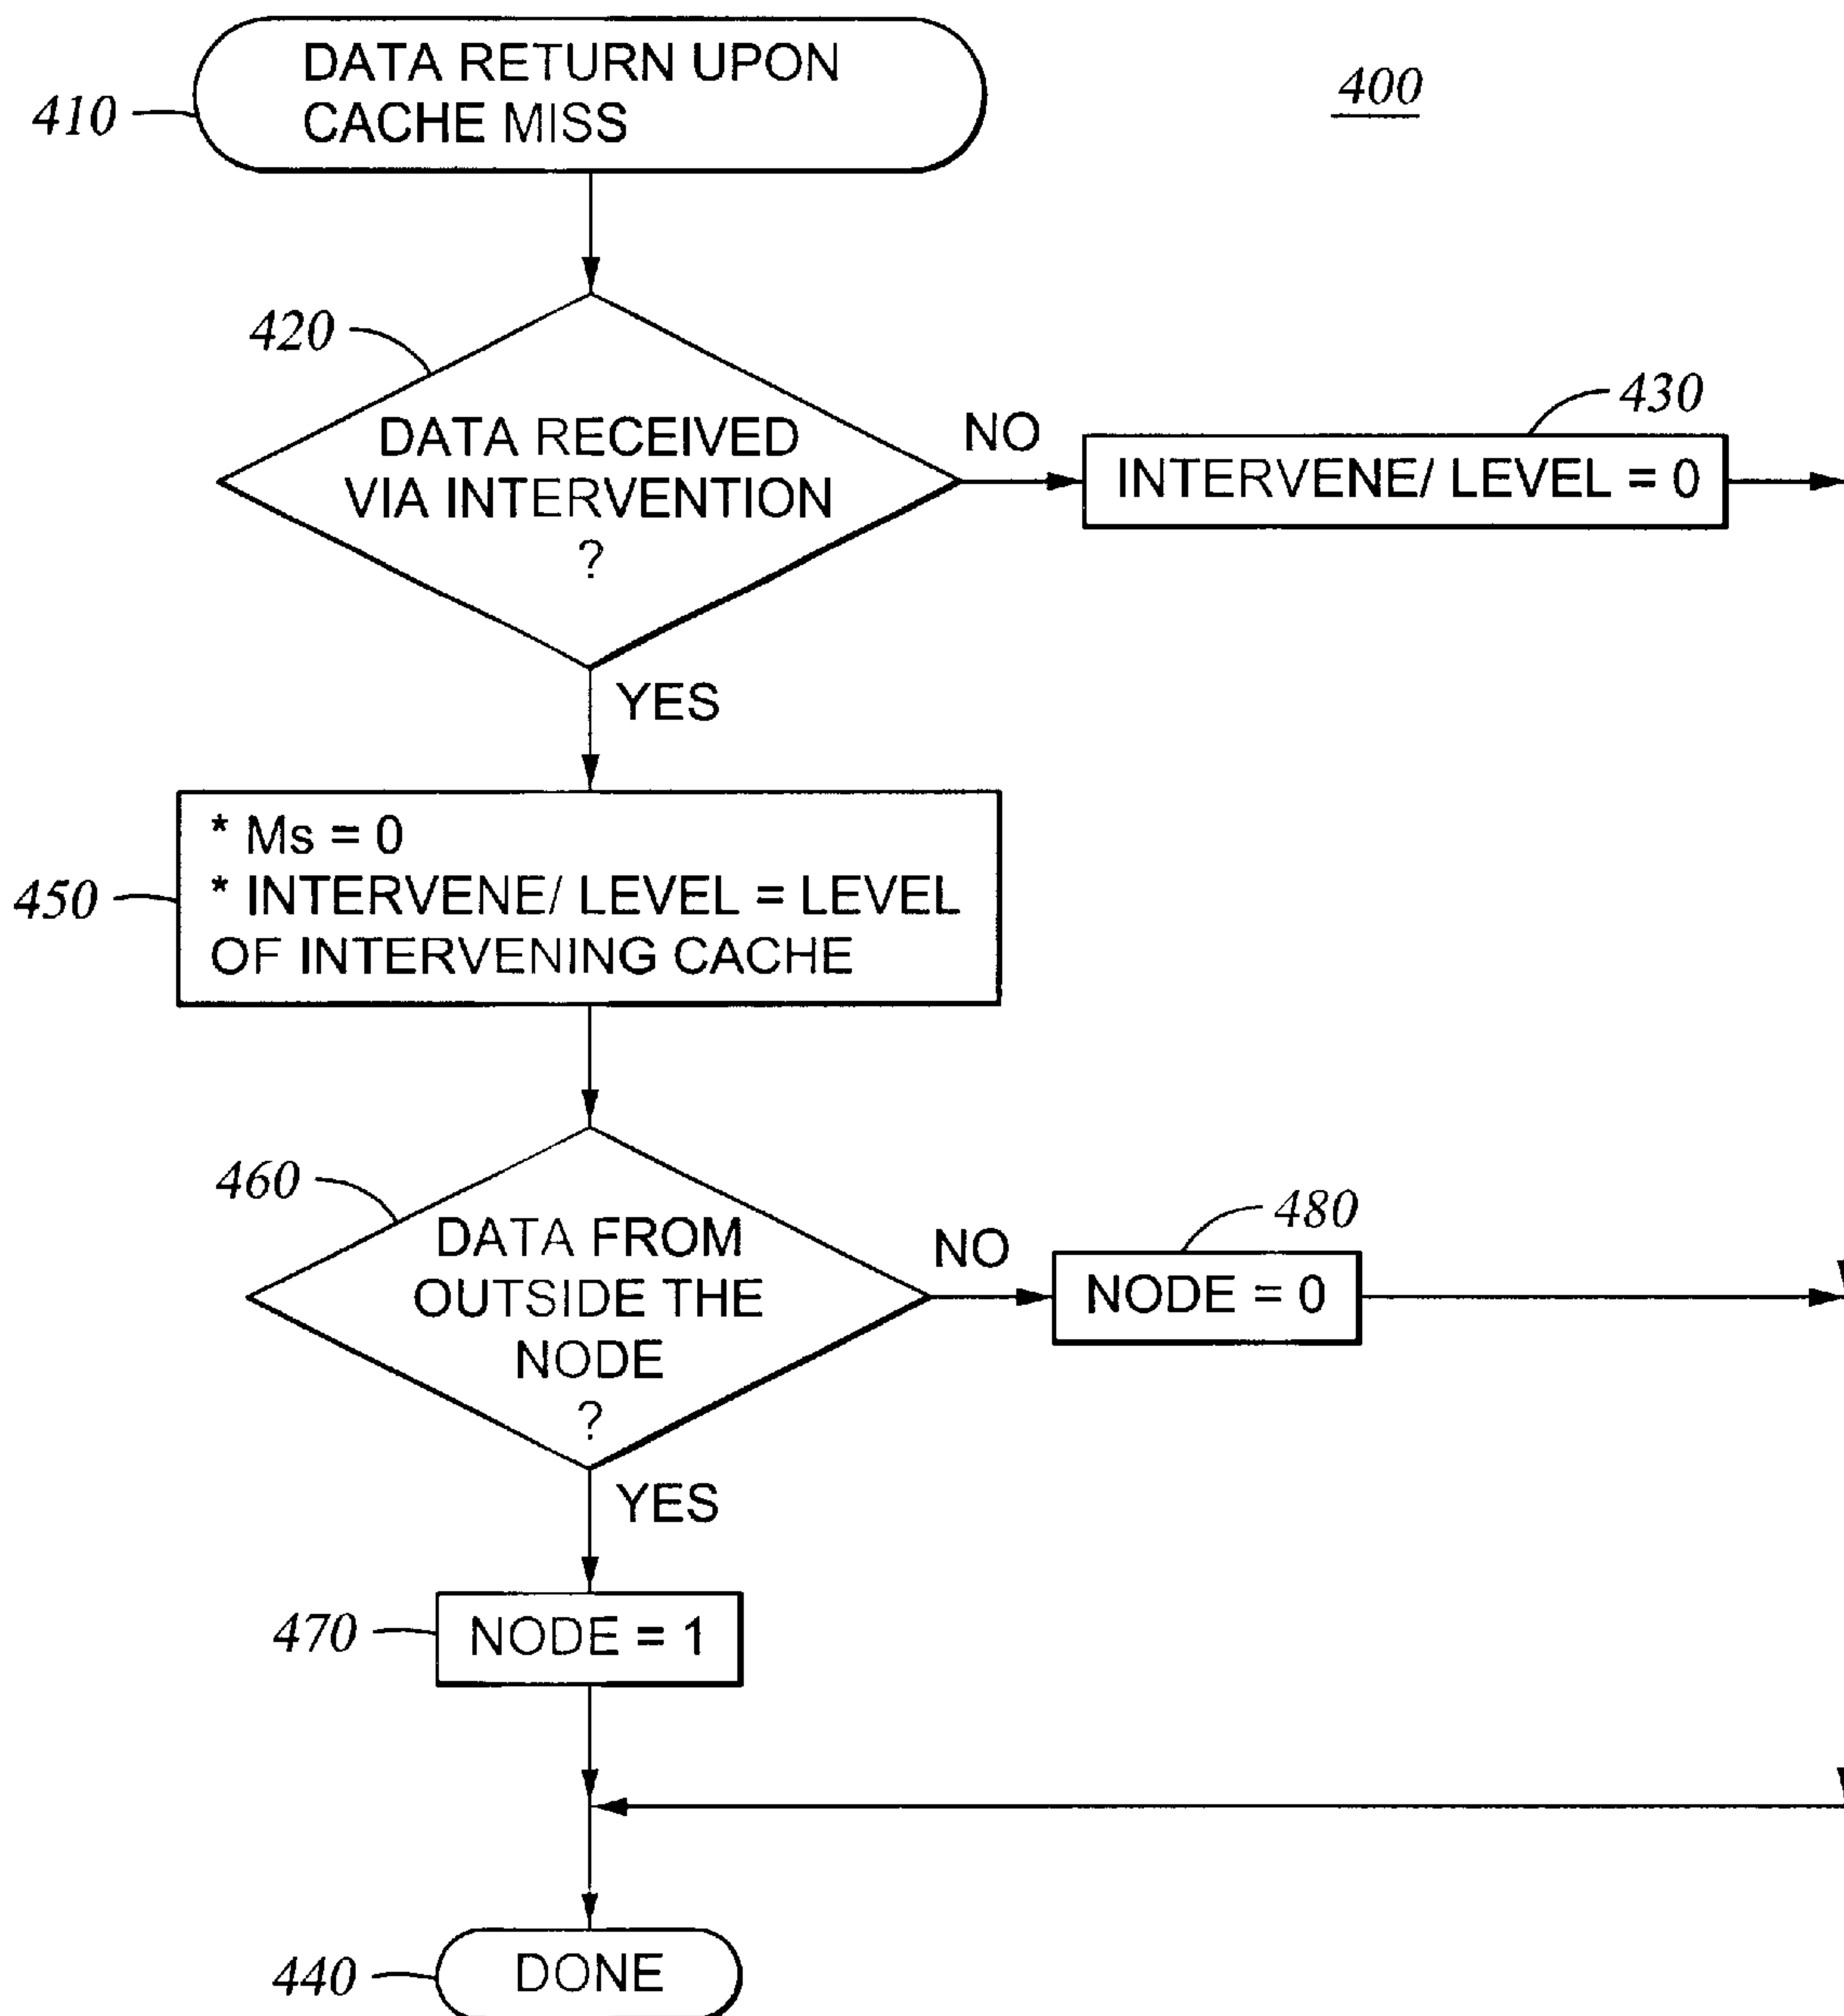 DATA RETURN UPON
CACHE MISS
410
400
420
DATA RECEIVED
VIA INTERVENTION
?
NO
430
INTERVENE/ LEVEL = 0
YES
450
* Ms = 0
* INTERVENE/ LEVEL = LEVEL
OF INTERVENING CACHE
460
DATA FROM
OUTSIDE THE
NODE
?
NO
480
NODE = 0
YES
470
NODE = 1
440
DONE